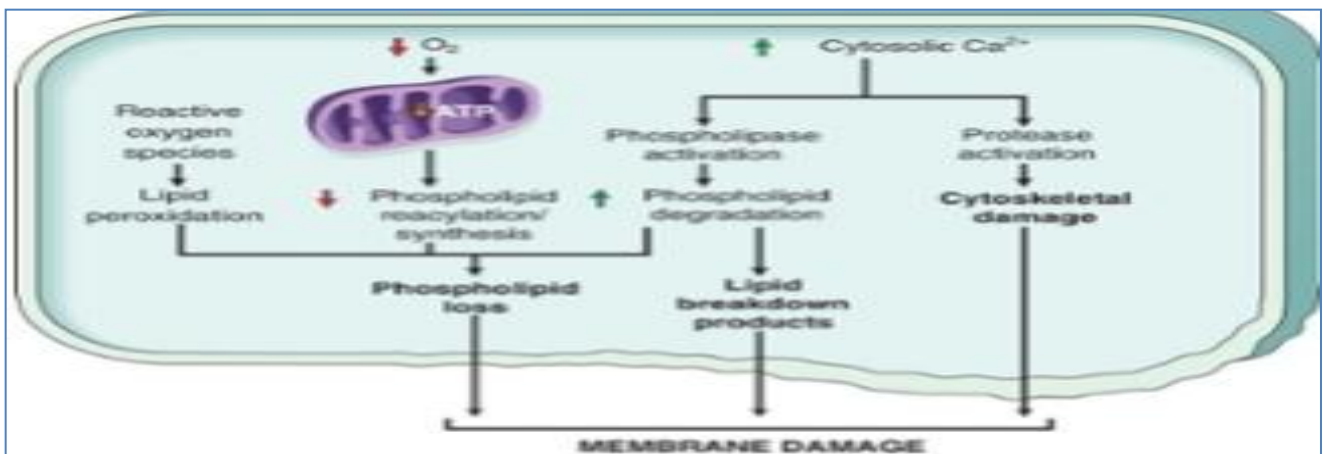 O₂
Cytosolic Ca²⁺
ATP
Reactive
oxygen
species
Phospholipase
activation
Protease
activation
Lipid
peroxidation
Phospholipid
reacylation/
synthesis
Phospholipid
degradation
Cytoskeletal
damage
Phospholipid
loss
Lipid
breakdown
products
MEMBRANE DAMAGE